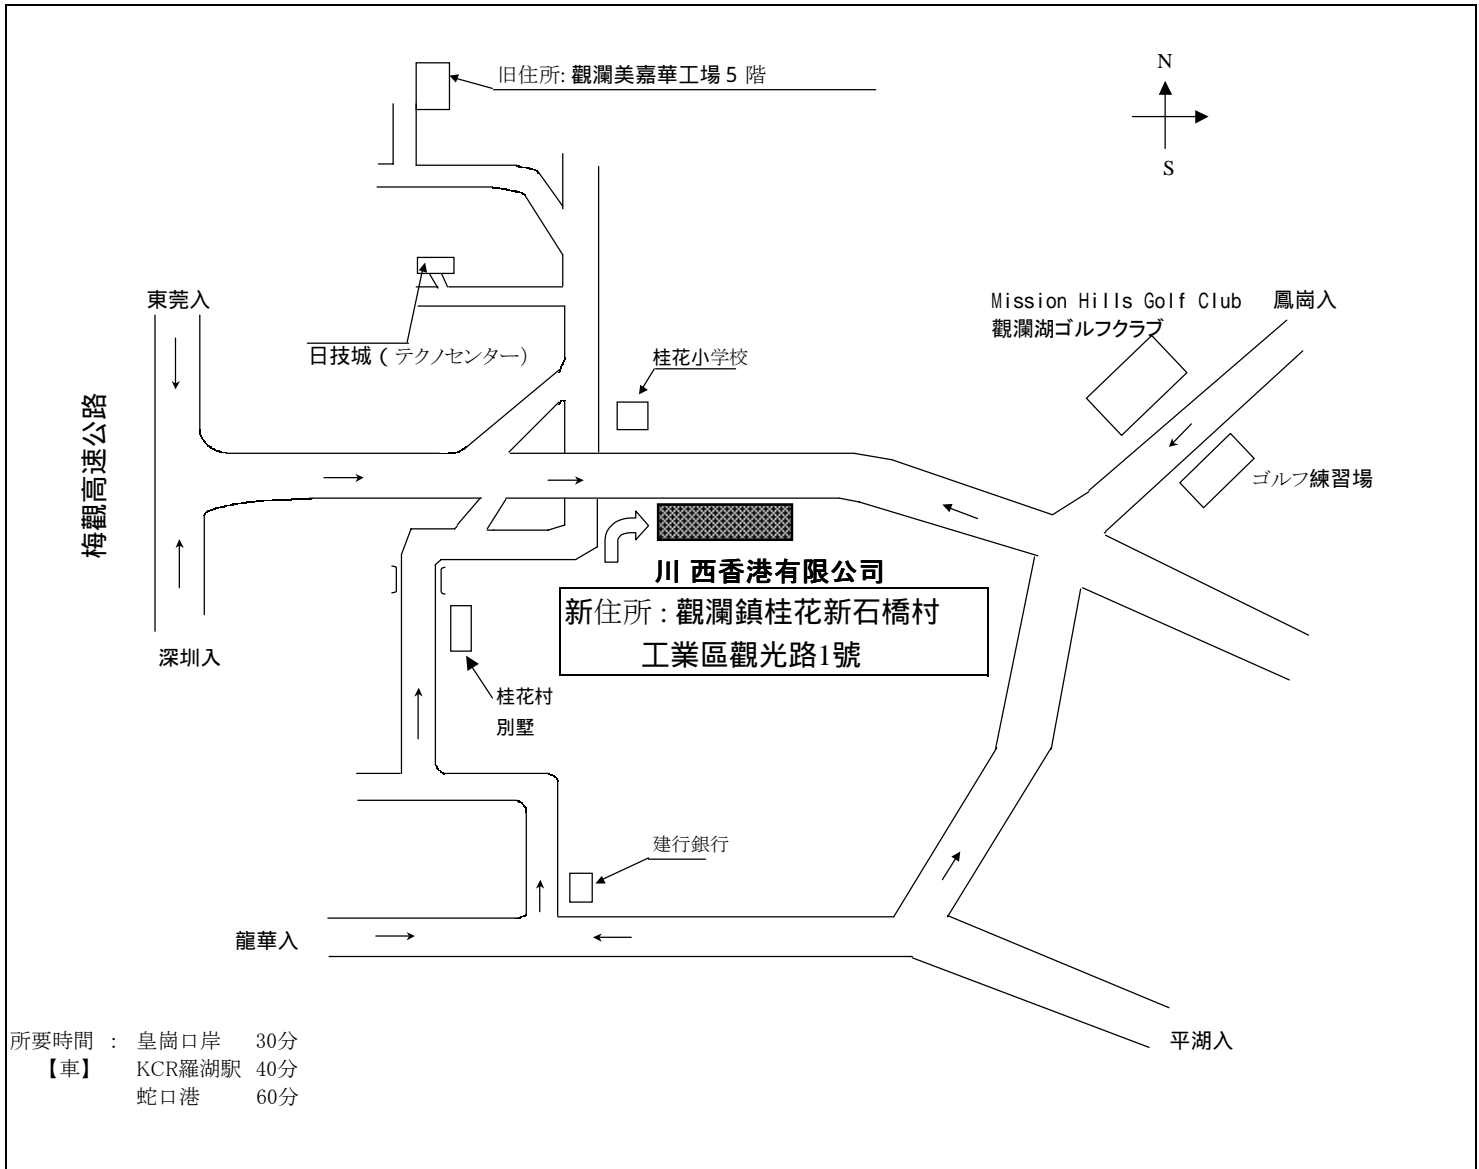 N
旧住所: 觀瀾美嘉華工場 5 階
S
東莞入
Mission Hills Golf Club 鳳崗入
觀瀾湖ゴルフクラブ
日技城 ( テクノセンター)
桂花小学校
梅觀高速公路
ゴルフ練習場
川 西香港有限公司
新住所 : 觀瀾鎮桂花新石橋村
工業區觀光路1號
深圳入
桂花村
別墅
建行銀行
龍華入
平湖入
所要時間 : 皇崗口岸 30分
【車】 KCR羅湖駅 40分
蛇口港 60分